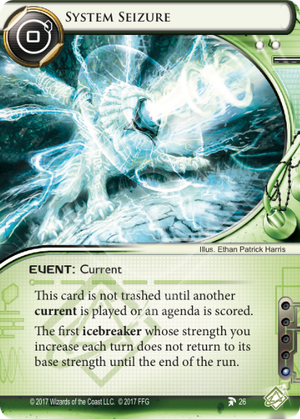 0
SYSTEM SEIZURE
Illus. Ethan Patrick Harris
EVENT: Current
This card is not trashed until another
current is played or an agenda is scored.
The first icebreaker whose strength you
increase each turn does not return to its
base strength until the end of the run.
© 2017 Wizards of the Coast LLC. © 2017 FFG
26